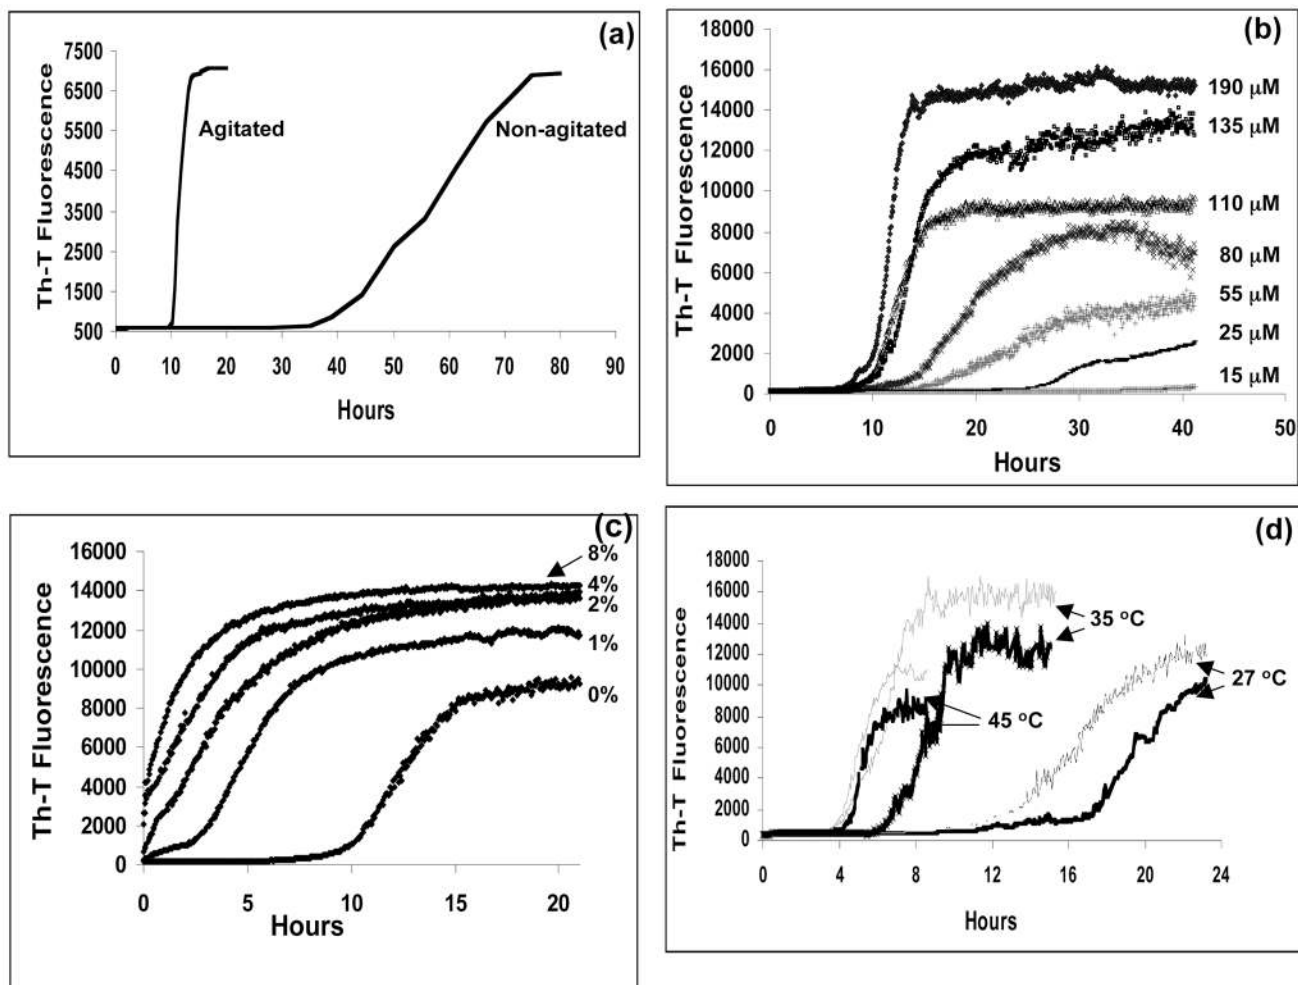 (a)
7500
6500
5500
4500
3500
2500
1500
500
Th-T Fluorescence
Agitated
Non-agitated
0 10 20 30 40 50 60 70 80 90
Hours
(b)
18000
16000
14000
12000
10000
8000
6000
4000
2000
0
Th-T Fluorescence
190 µM
135 µM
110 µM
80 µM
55 µM
25 µM
15 µM
0 10 20 30 40 50
Hours
(c)
16000
14000
12000
10000
8000
6000
4000
2000
0
Th-T Fluorescence
8%
4%
2%
1%
0%
0 5 10 15 20
Hours
(d)
18000
16000
14000
12000
10000
8000
6000
4000
2000
0
Th-T Fluorescence
35 °C
27 °C
45 °C
0 4 8 12 16 20 24
Hours